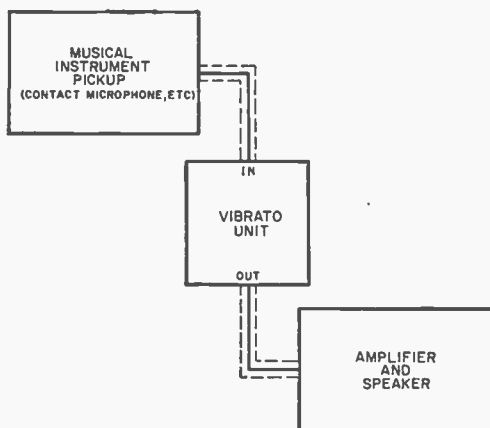 MUSICAL
INSTRUMENT
PICKUP
(CONTACT MICROPHONE,ETC)
IN
VIBRATO
UNIT
OUT
AMPLIFIER
AND
SPEAKER